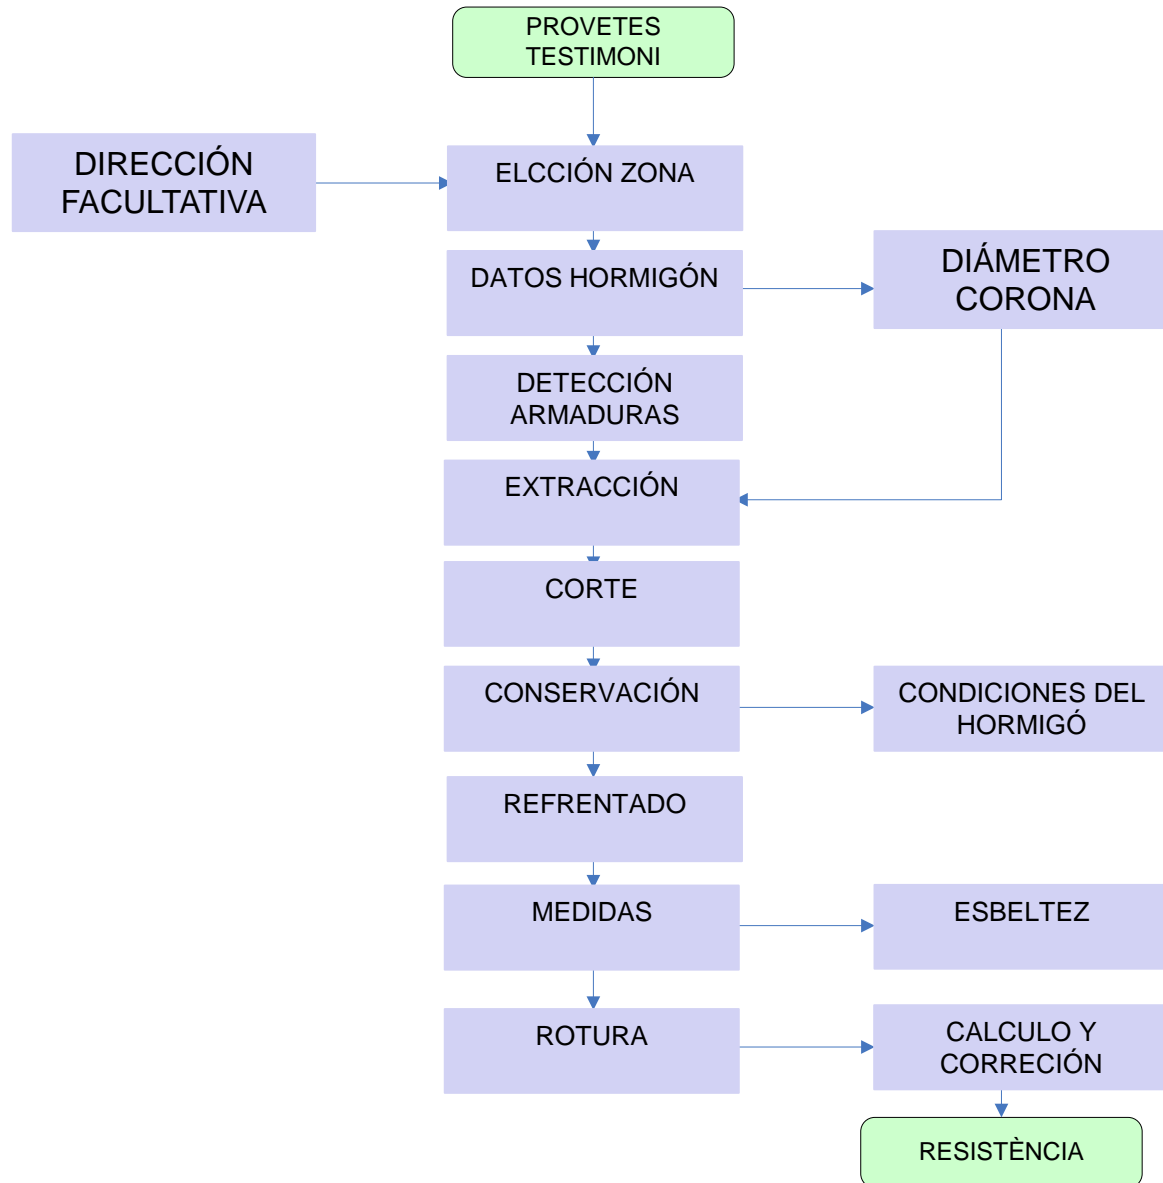 PROVETES
TESTIMONI
DIRECCIÓN
FACULTATIVA
ELCCIÓN ZONA
DATOS HORMIGÓN
DIÁMETRO
CORONA
DETECCIÓN
ARMADURAS
EXTRACCIÓN
CORTE
CONSERVACIÓN
CONDICIONES DEL
HORMIGÓ
REFRENTADO
MEDIDAS
ESBELTEZ
ROTURA
CALCULO Y
CORRECIÓN
RESISTÈNCIA